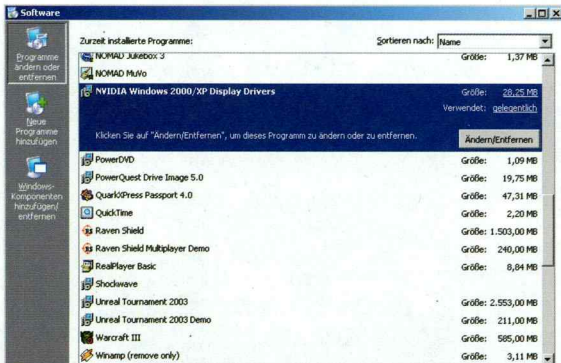 Software
Programme ändern oder entfernen
Neue Programme hinzufügen
Windows-Komponenten hinzufügen/entfernen
Zurzeit installierte Programme:
Sortieren nach: Name
NOMAD Jukebox 3 Größe: 1,37 MB
NOMAD MuVo
NVIDIA Windows 2000/XP Display Drivers Größe: 28,25 MB
Verwendet: gelegentlich
Klicken Sie auf "Ändern/Entfernen", um dieses Programm zu ändern oder zu entfernen.
Ändern/Entfernen
PowerDVD Größe: 1,09 MB
PowerQuest Drive Image 5.0 Größe: 19,75 MB
QuarkXPress Passport 4.0 Größe: 47,31 MB
QuickTime Größe: 2,20 MB
Raven Shield Größe: 1.503,00 MB
Raven Shield Multiplayer Demo Größe: 240,00 MB
RealPlayer Basic Größe: 8,84 MB
Shockwave
Unreal Tournament 2003 Größe: 2.553,00 MB
Unreal Tournament 2003 Demo Größe: 211,00 MB
Warcraft III Größe: 585,00 MB
Winamp (remove only) Größe: 3,11 MB